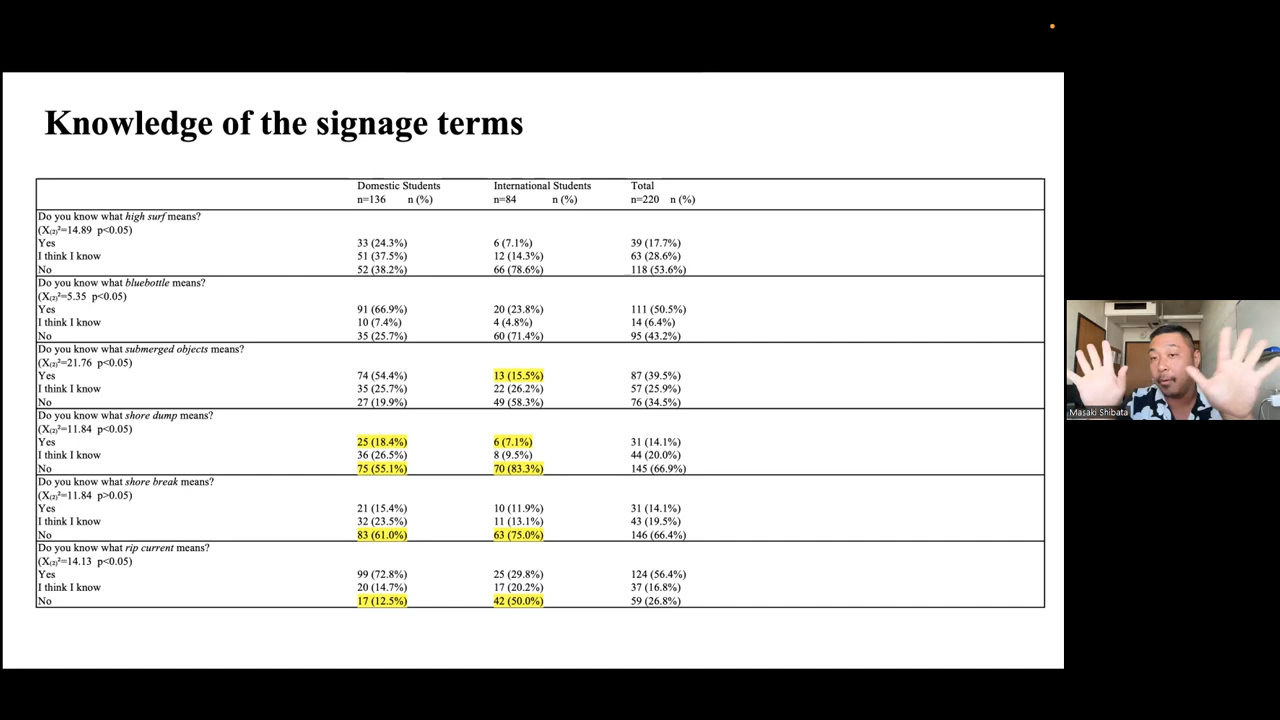 Knowledge of the signage terms
Domestic Students International Students Total
n=136 n (%) n=84 n (%) n=220 n (%)
Do you know what high surf means?
(X₍₂₎²=14.89 p<0.05)
Yes 33 (24.3%) 6 (7.1%) 39 (17.7%)
I think I know 51 (37.5%) 12 (14.3%) 63 (28.6%)
No 52 (38.2%) 66 (78.6%) 118 (53.6%)
Do you know what bluebottle means?
(X₍₂₎²=5.35 p<0.05)
Yes 91 (66.9%) 20 (23.8%) 111 (50.5%)
I think I know 10 (7.4%) 4 (4.8%) 14 (6.4%)
No 35 (25.7%) 60 (71.4%) 95 (43.2%)
Do you know what submerged objects means?
(X₍₂₎²=21.76 p<0.05)
Yes 74 (54.4%) 13 (15.5%) 87 (39.5%)
I think I know 35 (25.7%) 22 (26.2%) 57 (25.9%)
No 27 (19.9%) 49 (58.3%) 76 (34.5%)
Do you know what shore dump means?
(X₍₂₎²=11.84 p<0.05)
Yes 25 (18.4%) 6 (7.1%) 31 (14.1%)
I think I know 36 (26.5%) 8 (9.5%) 44 (20.0%)
No 75 (55.1%) 70 (83.3%) 145 (66.9%)
Do you know what shore break means?
(X₍₂₎²=11.84 p>0.05)
Yes 21 (15.4%) 10 (11.9%) 31 (14.1%)
I think I know 32 (23.5%) 11 (13.1%) 43 (19.5%)
No 83 (61.0%) 63 (75.0%) 146 (66.4%)
Do you know what rip current means?
(X₍₂₎²=14.13 p<0.05)
Yes 99 (72.8%) 25 (29.8%) 124 (56.4%)
I think I know 20 (14.7%) 17 (20.2%) 37 (16.8%)
No 17 (12.5%) 42 (50.0%) 59 (26.8%)
Masaki Shibata